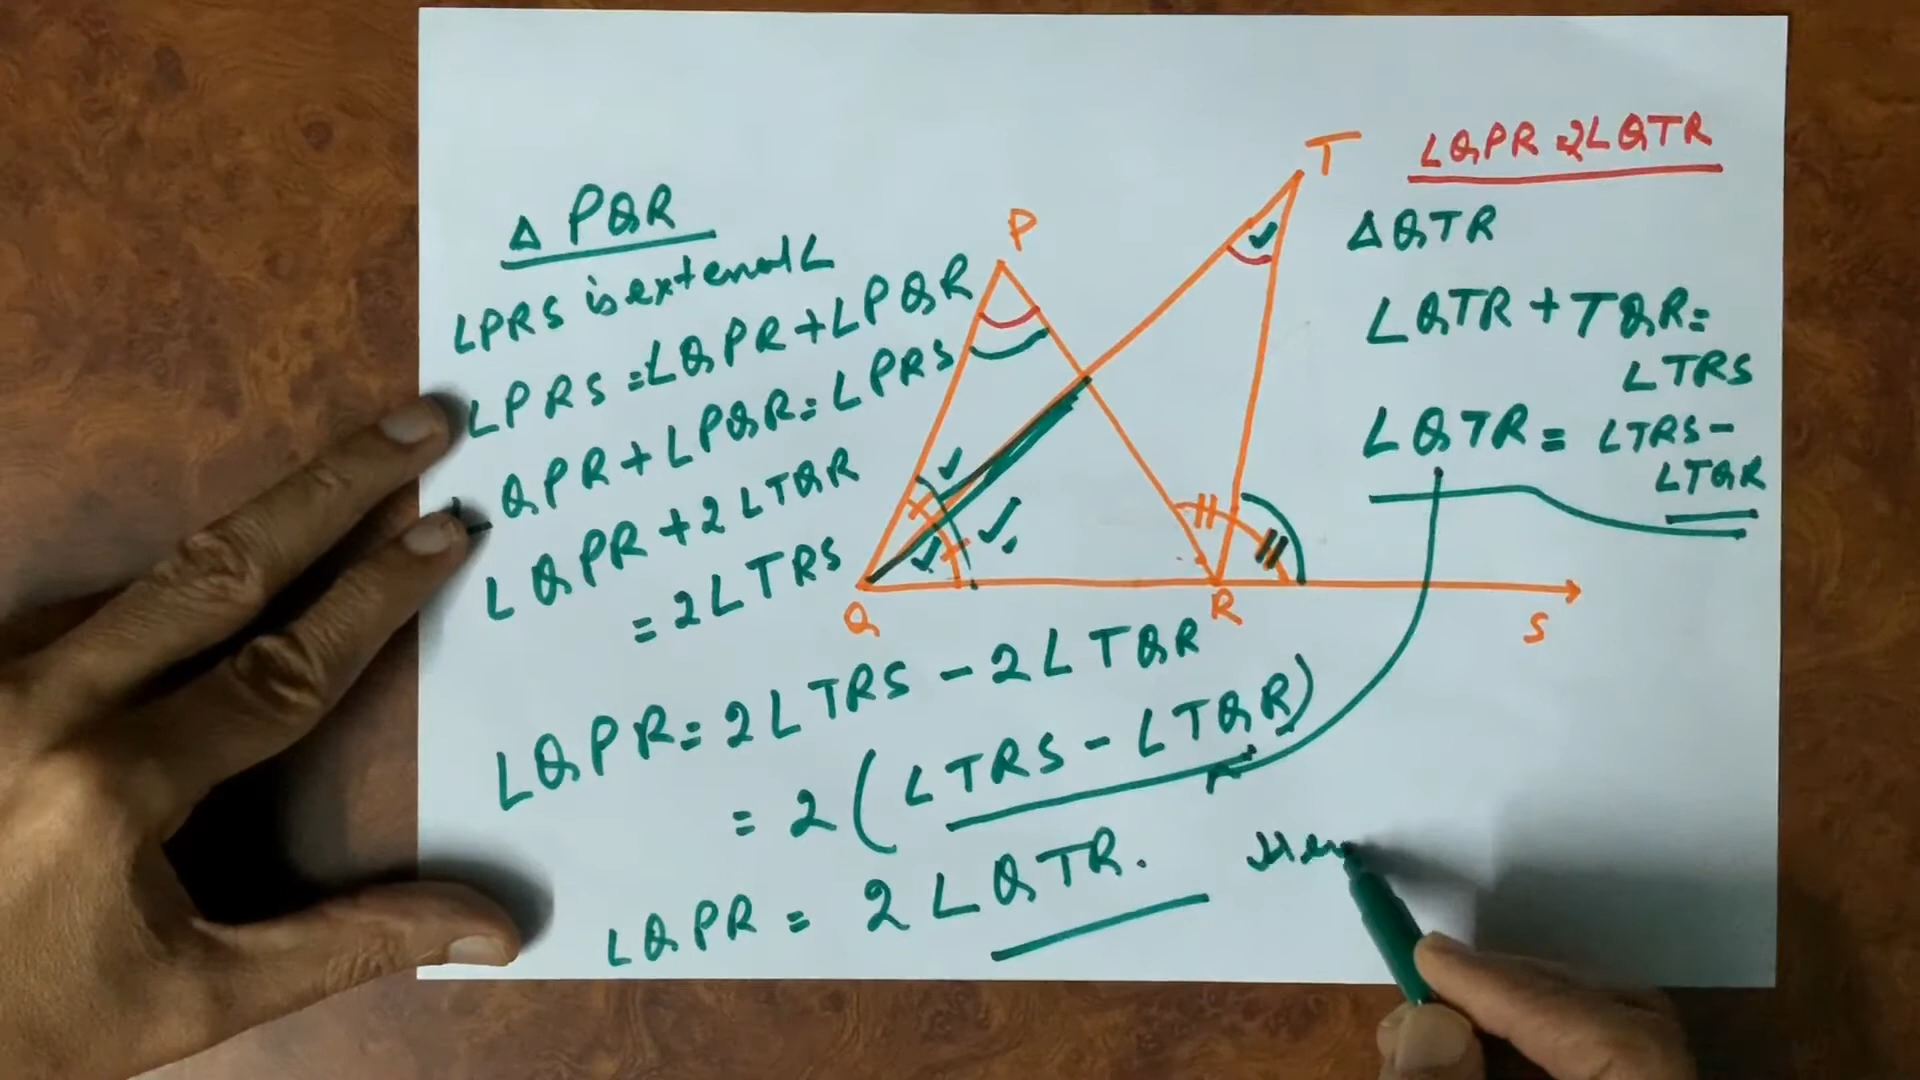 ∆ PQR
∠PRS is external ∠
∠PRS = ∠QPR + ∠PQR
∠QPR + ∠PQR = ∠PRS
∠QPR + 2∠TQR
= 2∠TRS
∠QPR = 2∠TRS - 2∠TQR
= 2(∠TRS - ∠TQR)
∠QPR = 2∠QTR.
P
T
Q
R
S
∠QPR = 2∠QTR
∆QTR
∠QTR + TQR =
∠TRS
∠QTR = ∠TRS -
∠TQR